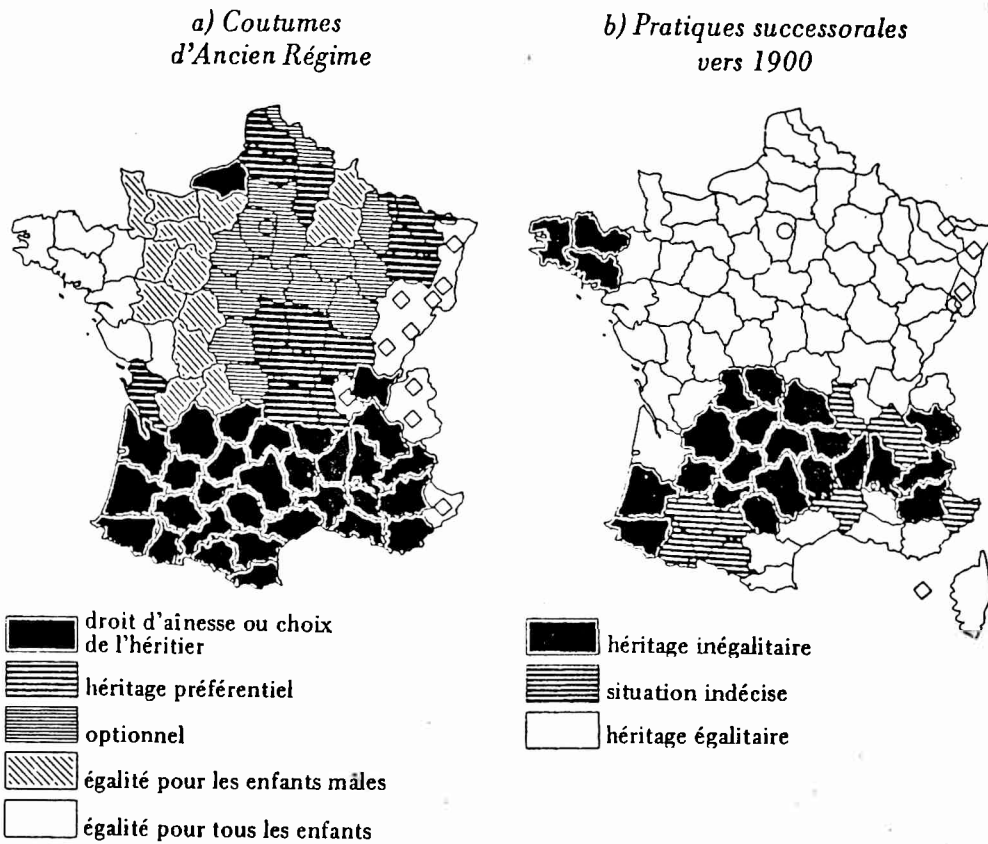 a) Coutumes
d'Ancien Régime
droit d'aînesse ou choix
de l'héritier
héritage préférentiel
optionnel
égalité pour les enfants mâles
égalité pour tous les enfants
b) Pratiques successorales
vers 1900
héritage inégalitaire
situation indécise
héritage égalitaire